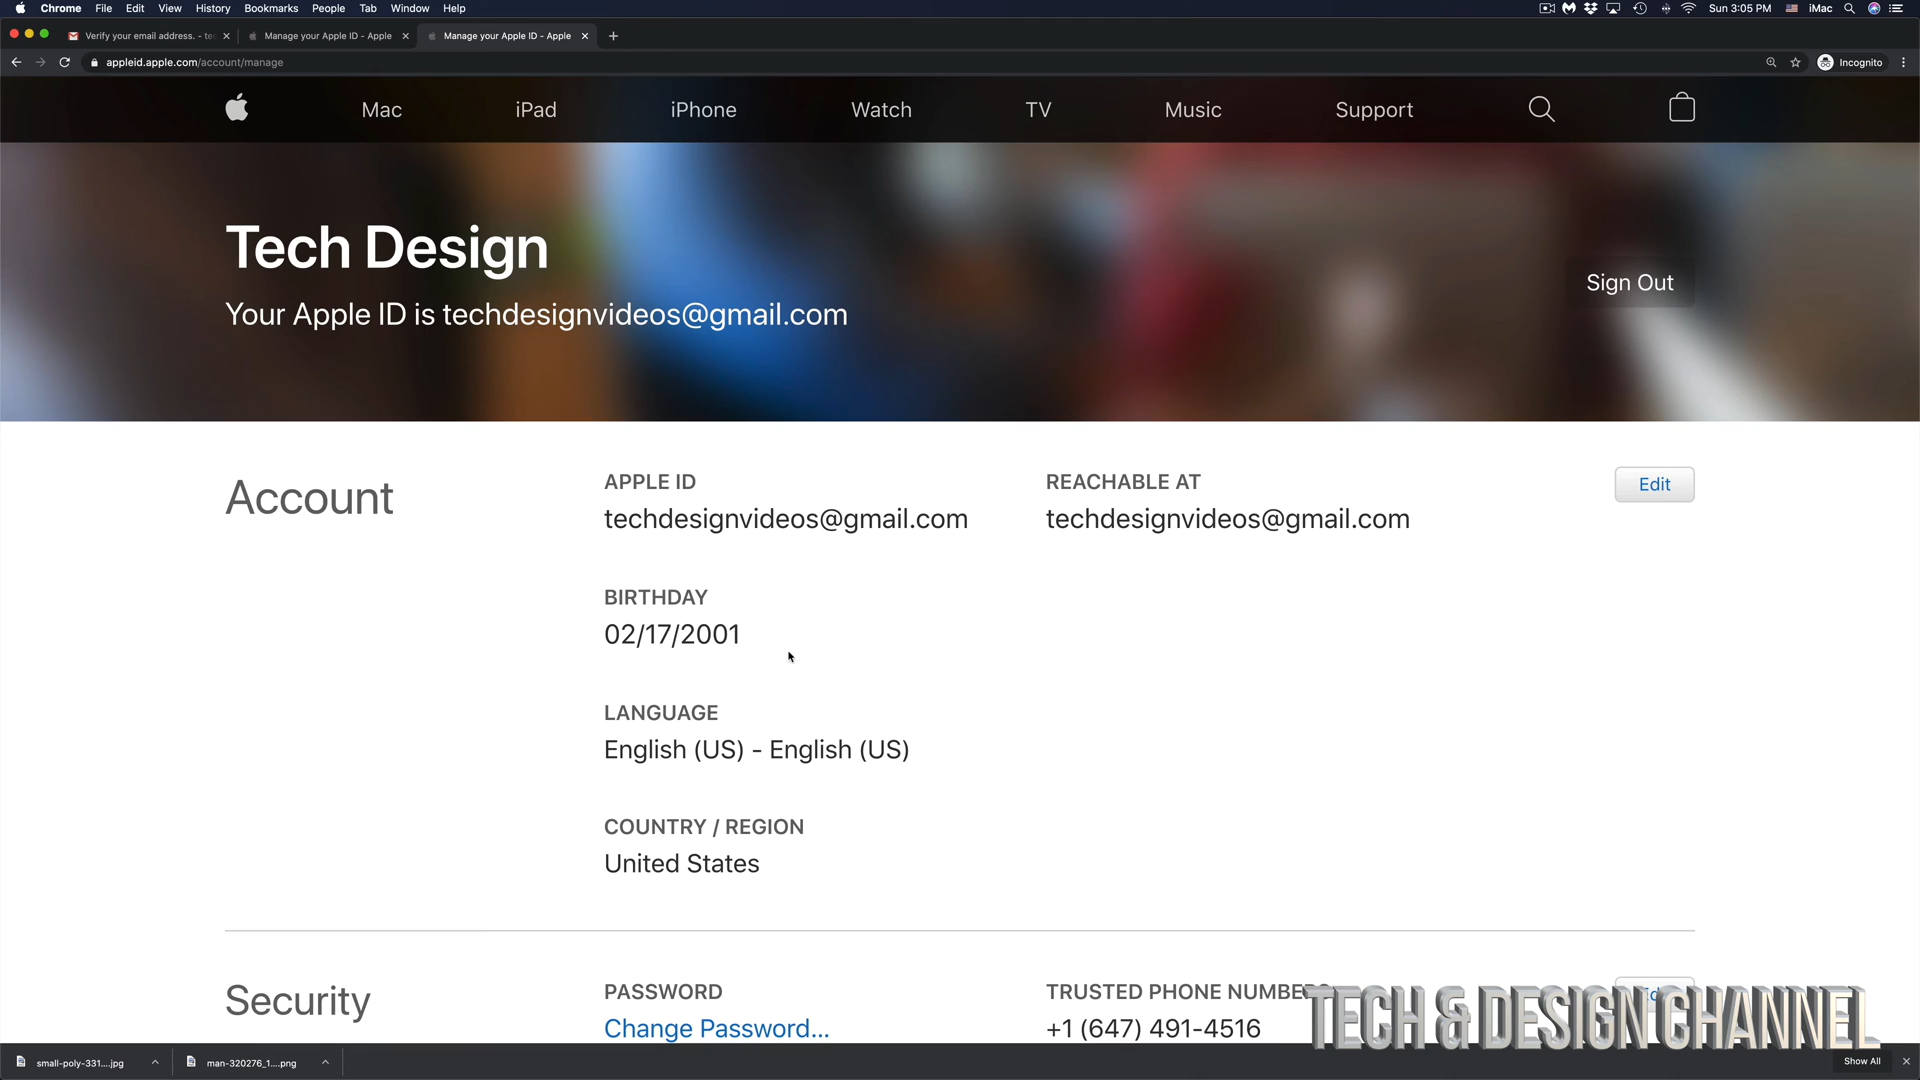 Chrome File Edit View History Bookmarks People Tab Window Help Sun 3:05 PM iMac
Verify your email address. - tec Manage your Apple ID - Apple Manage your Apple ID - Apple
appleid.apple.com/account/manage Incognito
Mac iPad iPhone Watch TV Music Support
Tech Design
Your Apple ID is techdesignvideos@gmail.com
Sign Out
Account
APPLE ID
techdesignvideos@gmail.com
REACHABLE AT
techdesignvideos@gmail.com
Edit
BIRTHDAY
02/17/2001
LANGUAGE
English (US) - English (US)
COUNTRY / REGION
United States
Security
PASSWORD
Change Password...
TRUSTED PHONE NUMBERS
+1 (647) 491-4516
TECH & DESIGN CHANNEL
small-poly-331....jpg man-320276_1....png Show All